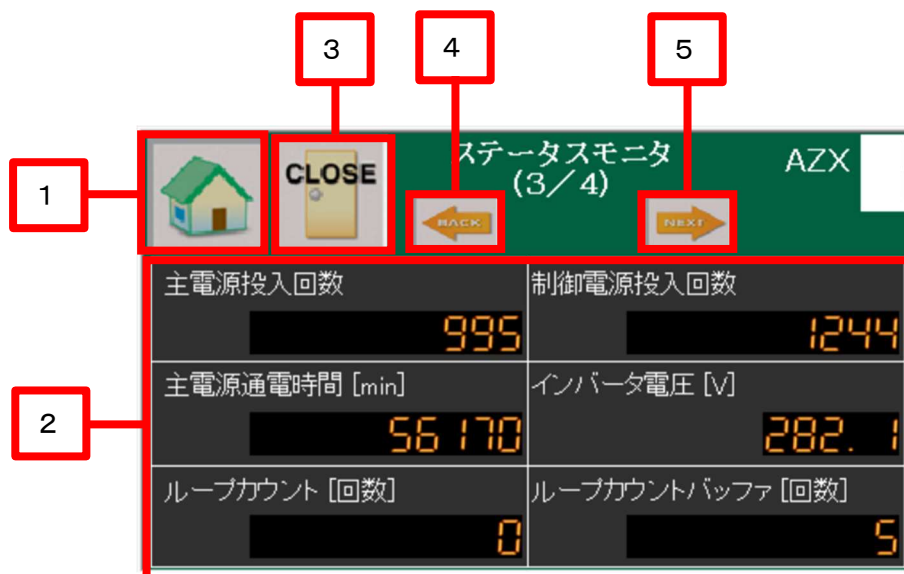 3 4 5
1
CLOSE
ステータスモニタ
(3/4)
AZX
BACK
NEXT
主電源投入回数 制御電源投入回数
995 1244
主電源通電時間 [min] インバータ電圧 [V]
2
56170 282.1
ループカウント [回数] ループカウントバッファ [回数]
0 5